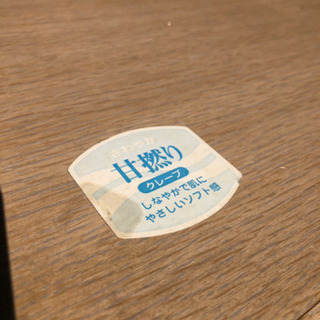 甘撚り
クレープ
しなやかで肌に
やさしいソフト感